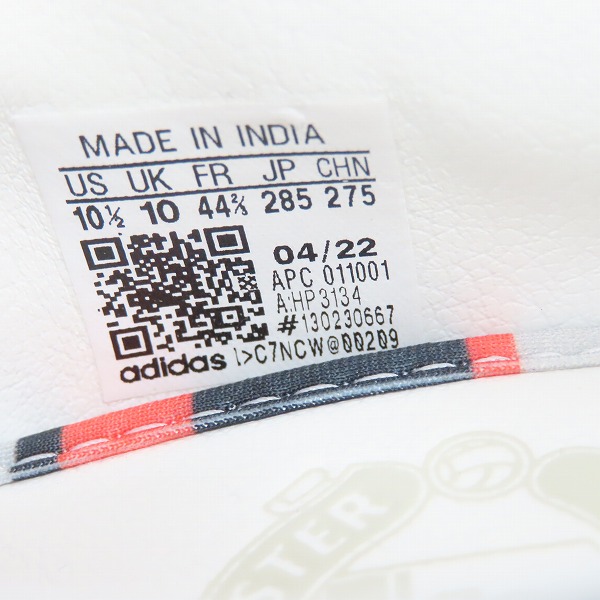 MADE IN INDIA
US UK FR JP CHN
10½ 10 44⅔ 285 275
04/22
APC 011001
A:HP3134
#130230667
adidas I>C7NCW@00209
STER